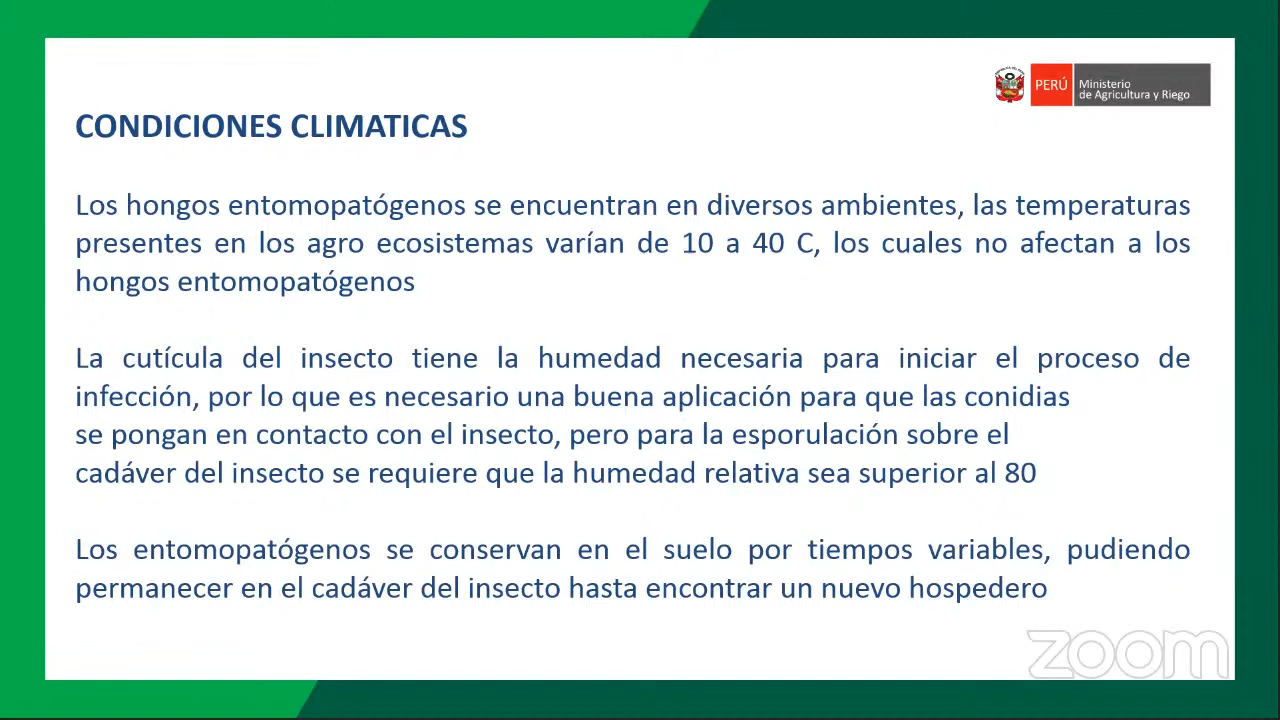 PERÚ
Ministerio
de Agricultura y Riego
CONDICIONES CLIMATICAS
Los hongos entomopatógenos se encuentran en diversos ambientes, las temperaturas
presentes en los agro ecosistemas varían de 10 a 40 C, los cuales no afectan a los
hongos entomopatógenos
La cutícula del insecto tiene la humedad necesaria para iniciar el proceso de
infección, por lo que es necesario una buena aplicación para que las conidias
se pongan en contacto con el insecto, pero para la esporulación sobre el
cadáver del insecto se requiere que la humedad relativa sea superior al 80
Los entomopatógenos se conservan en el suelo por tiempos variables, pudiendo
permanecer en el cadáver del insecto hasta encontrar un nuevo hospedero
zoom